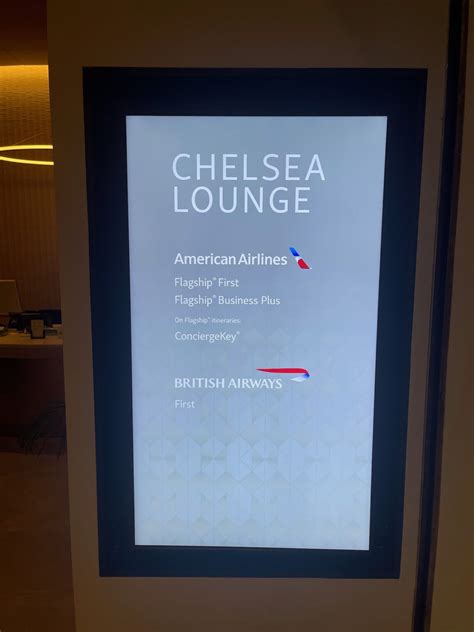 CHELSEA
LOUNGE
American Airlines
Flagship® First
Flagship® Business Plus
On Flagship® itineraries:
ConciergeKey®
BRITISH AIRWAYS
First